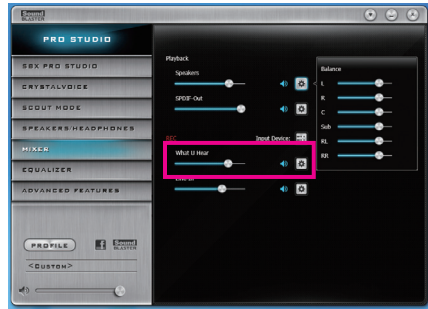 Sound
BLASTER
PRO STUDIO
SBX PRO STUDIO
CRYSTALVOICE
SCOUT MODE
SPEAKERS/HEADPHONES
MIXER
EQUALIZER
ADVANCED FEATURES
PROFILE
f
Sound
BLASTER
<CUSTOM>
Playback
Speakers
SPDIF-Out
REC
Input Device:
What U Hear
Balance
L
R
C
Sub
RL
RR